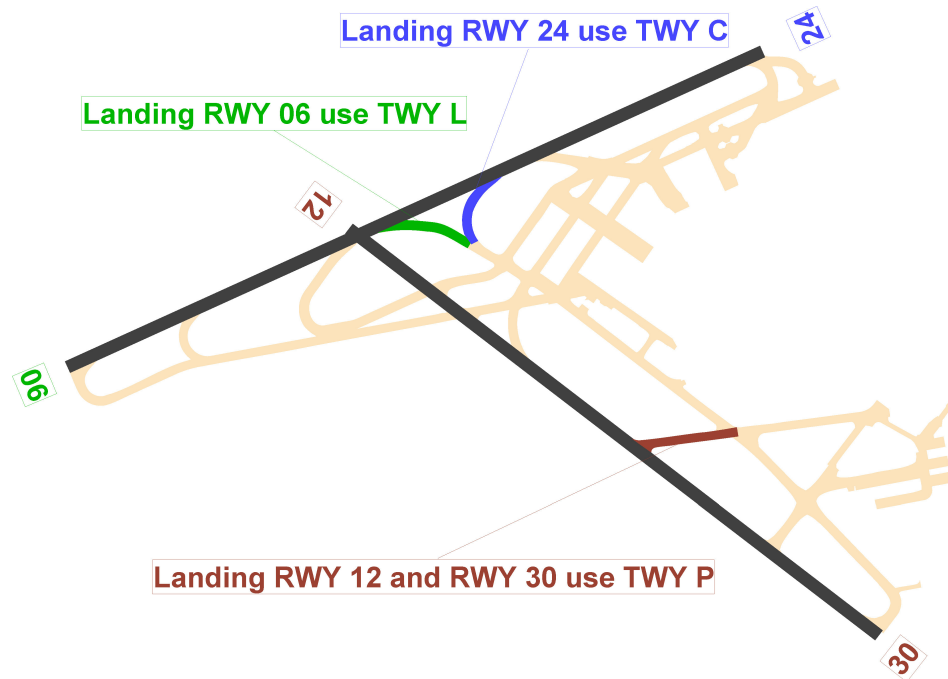 Landing RWY 24 use TWY C
24
Landing RWY 06 use TWY L
12
06
Landing RWY 12 and RWY 30 use TWY P
30